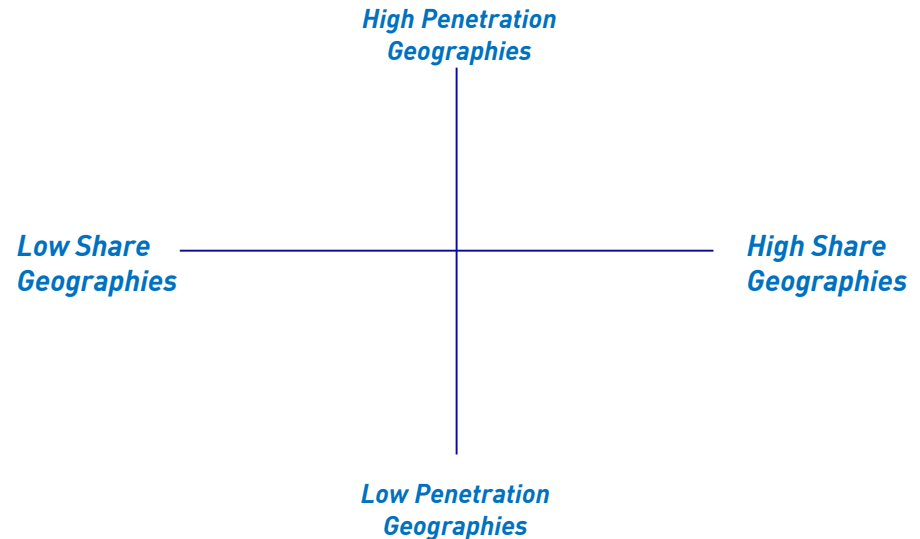 High Penetration
Geographies
Low Share
Geographies
High Share
Geographies
Low Penetration
Geographies